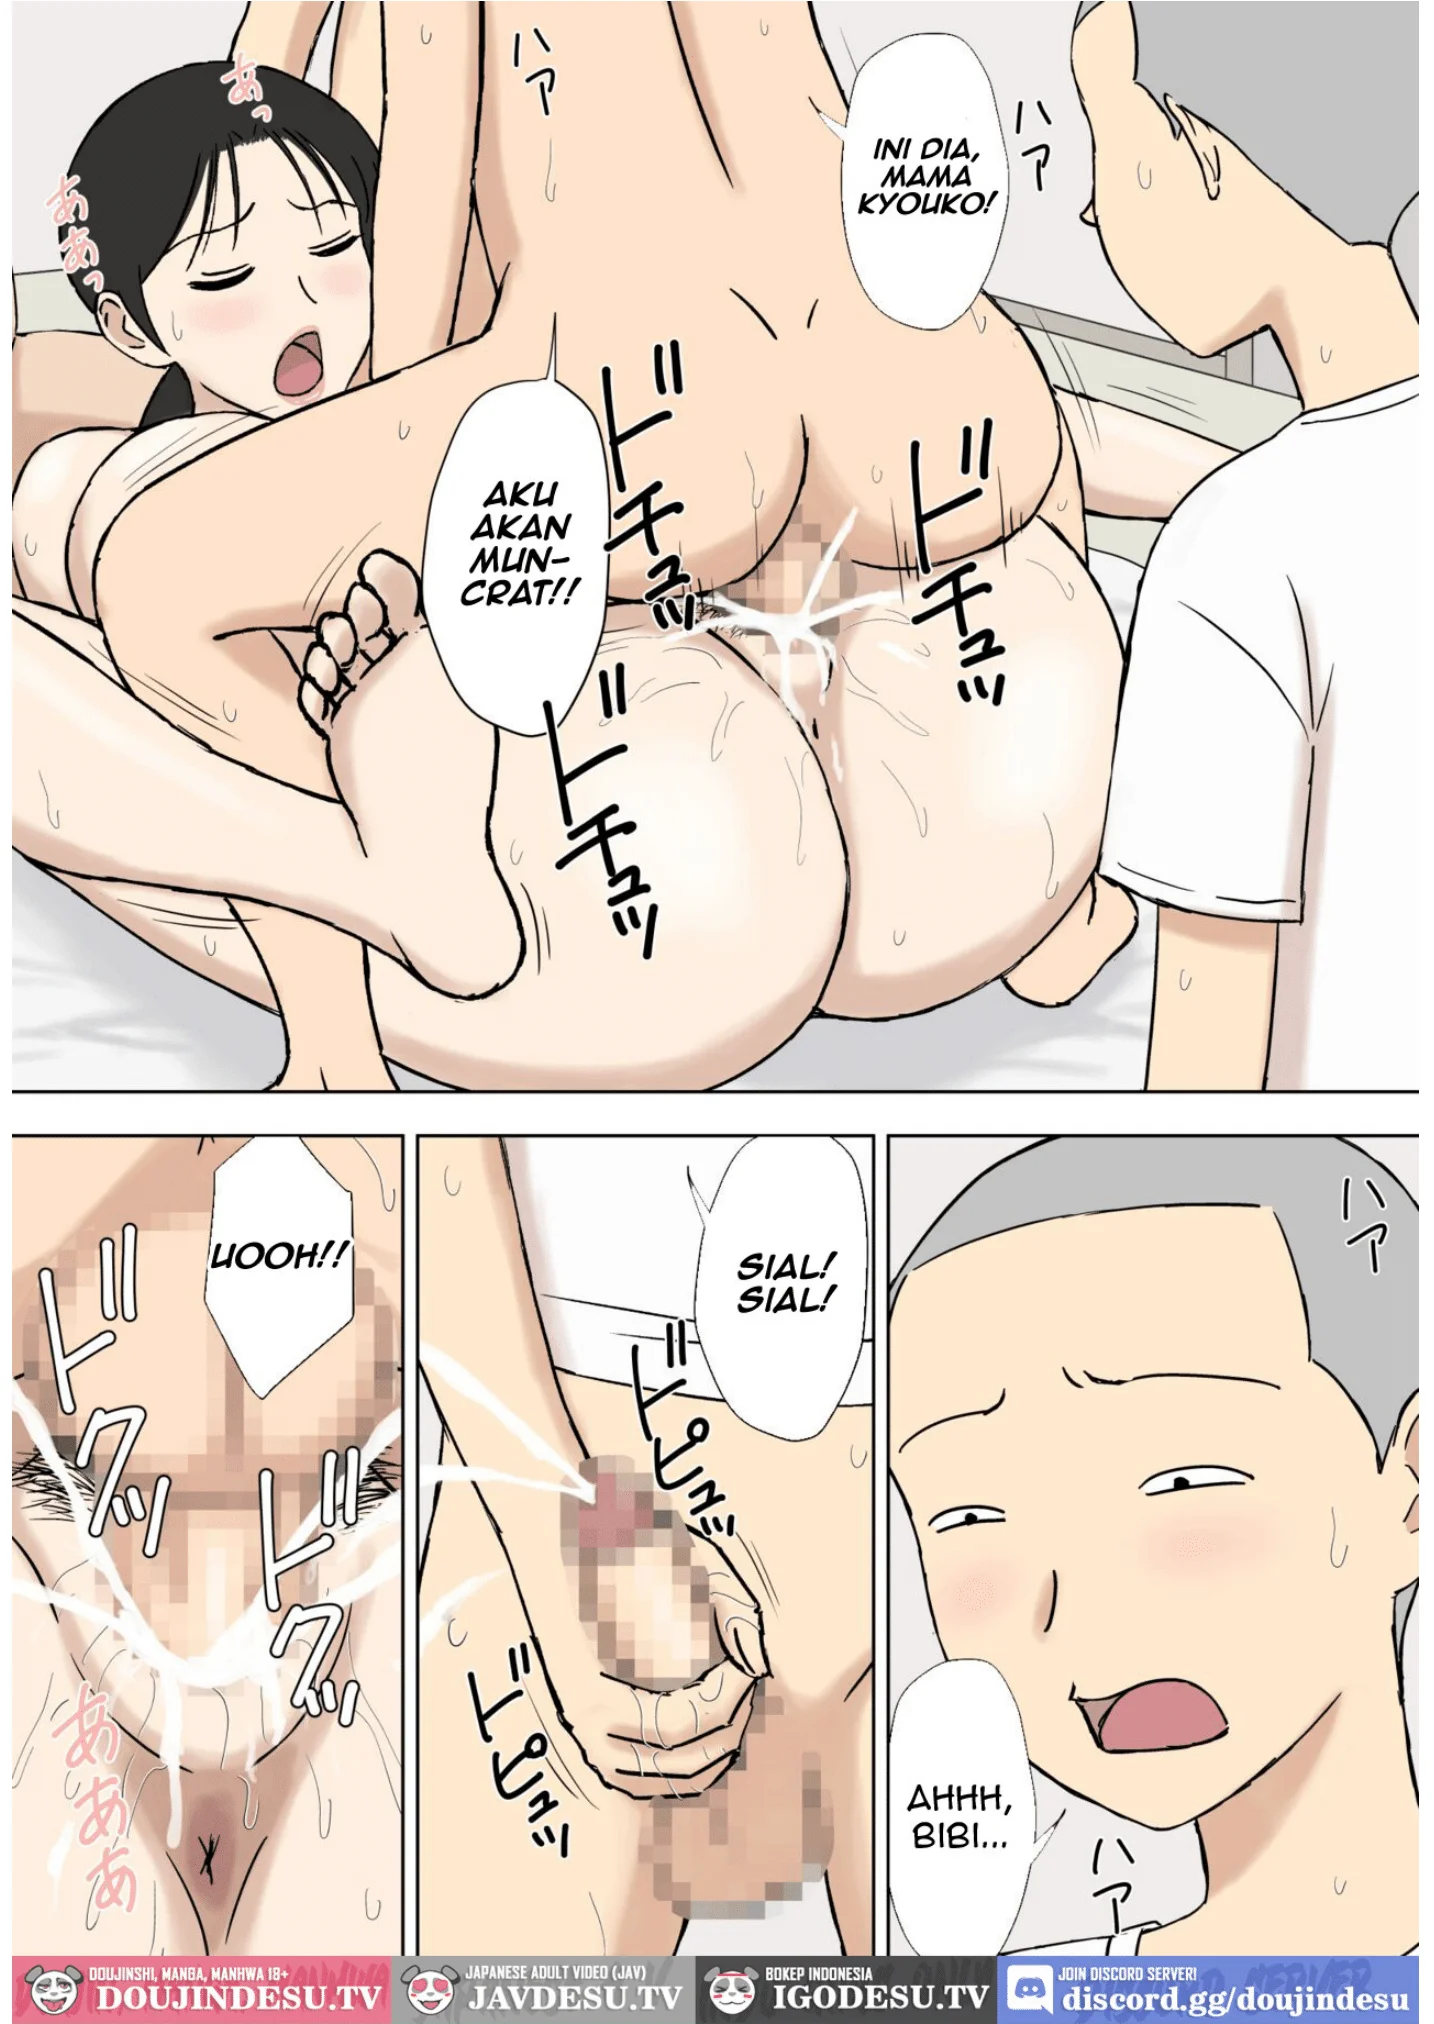 あっ
ああっ
ハァ
INI DIA,
MAMA
KYOUKO!
ハァ
AKU
AKAN
MUN-
CRAT!!
ドチュッ
ドチュッ
ドチュッ
UOOH!!
ドクッ
ドクッ
あああ
SIAL!
SIAL!
ドピュッ
ドピュッ
ハァ
AHHH,
BIBI...
ハァ
DOUJINSHI, MANGA, MANHWA 18+
DOUJINDESU.TV
JAPANESE ADULT VIDEO (JAV)
JAVDESU.TV
BOKEP INDONESIA
IGODESU.TV
JOIN DISCORD SERVER!
discord.gg/doujindesu